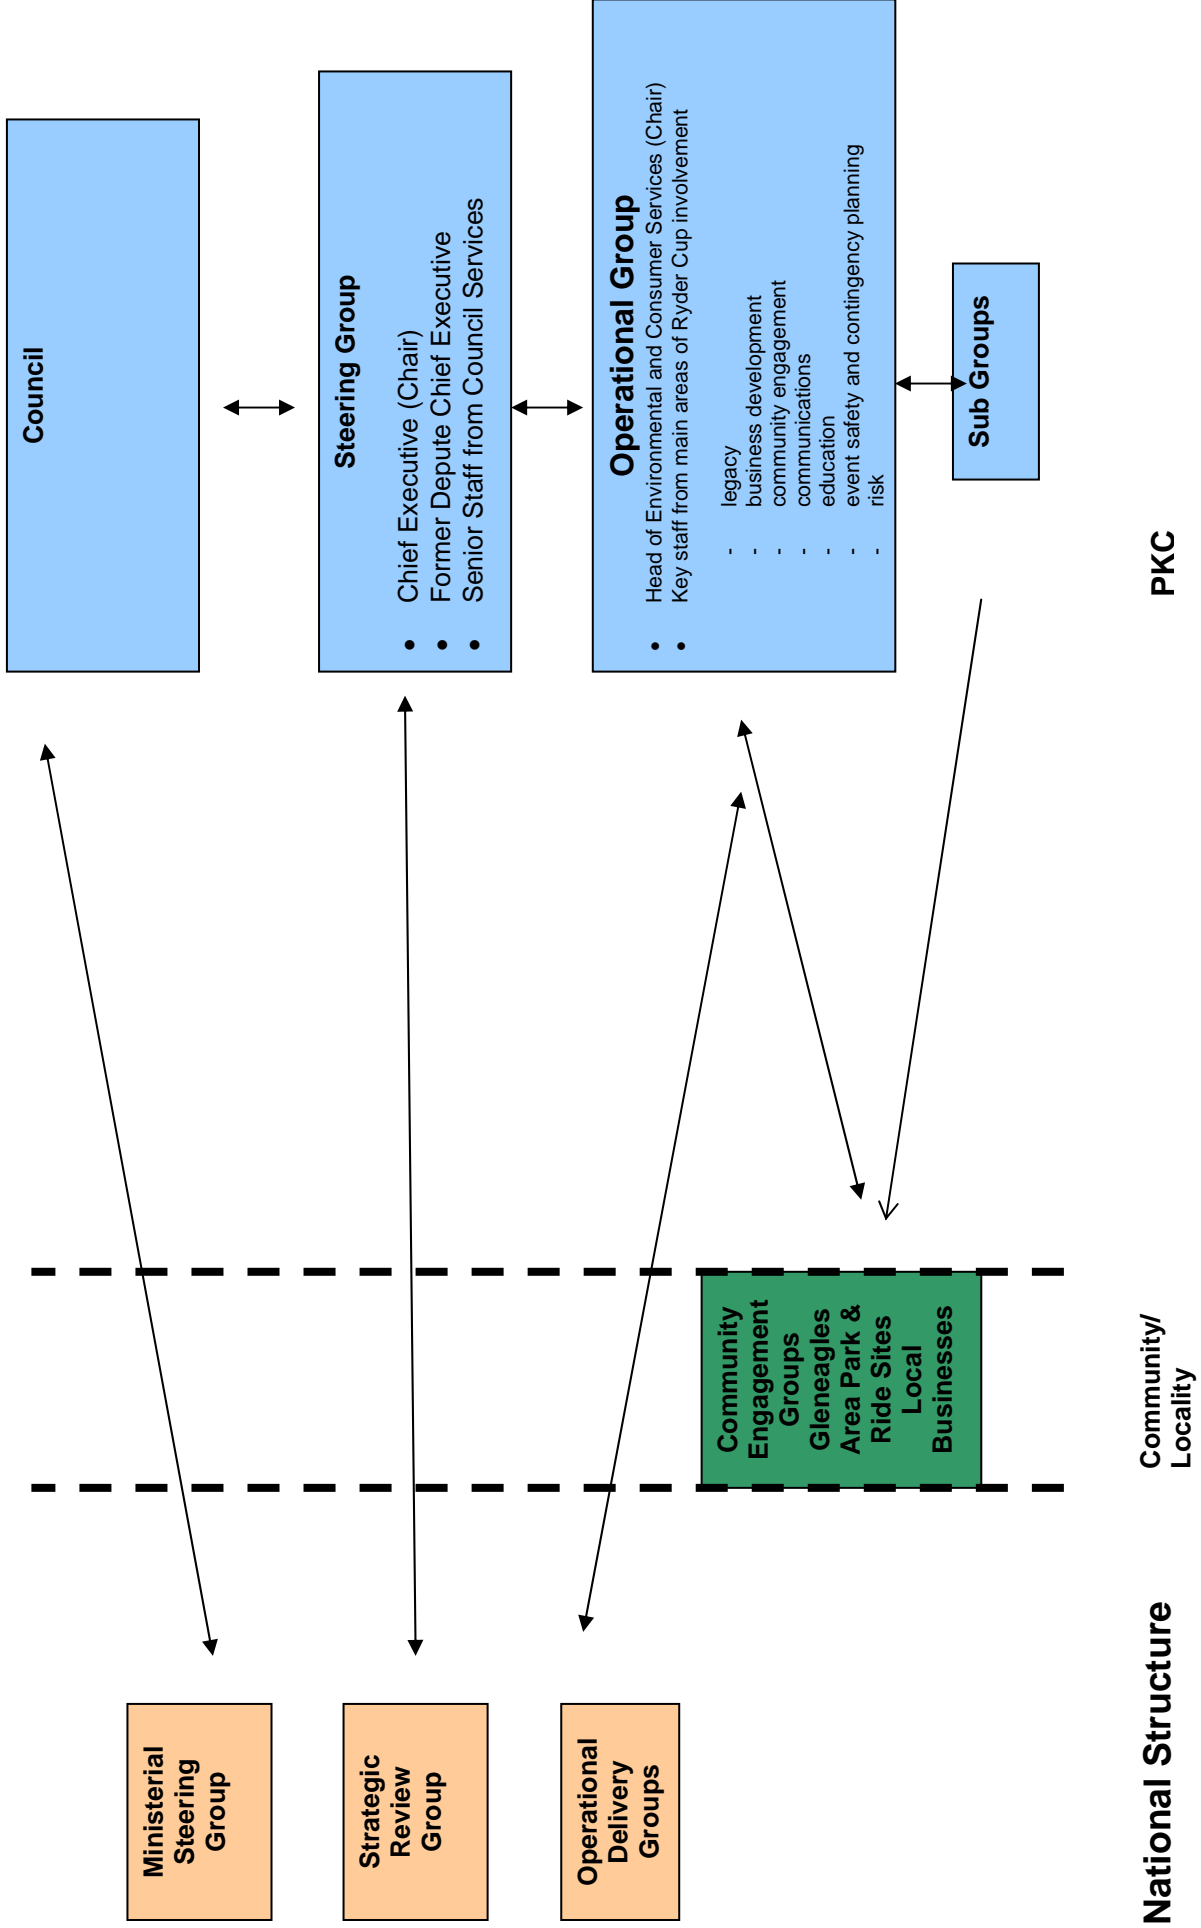 Ministerial
Steering
Group
Strategic
Review
Group
Operational
Delivery
Groups
National Structure
Community
Engagement
Groups
Gleneagles
Area Park &
Ride Sites
Local
Businesses
Community/
Locality
Council
Steering Group
• Chief Executive (Chair)
• Former Depute Chief Executive
• Senior Staff from Council Services
Operational Group
• Head of Environmental and Consumer Services (Chair)
• Key staff from main areas of Ryder Cup involvement
- legacy
- business development
- community engagement
- communications
- education
- event safety and contingency planning
- risk
Sub Groups
PKC